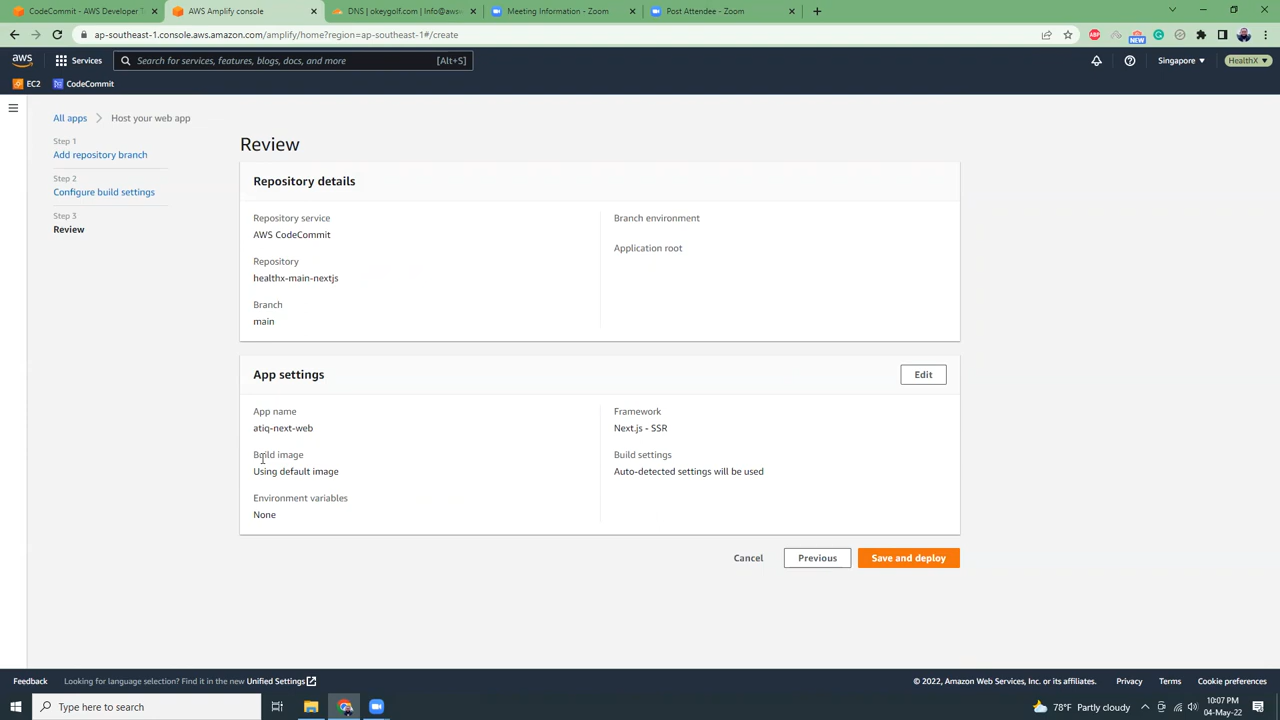 CodeCommit - AWS Developer T
AWS Amplify console
DNS | okeygolf.com | Info@aws-
Meeting Information - Zoom
Post Attendee - Zoom
ap-southeast-1.console.aws.amazon.com/amplify/home?region=ap-southeast-1#/create
ABP
NEW
aws
Services
Search for services, features, blogs, docs, and more
[Alt+S]
Singapore
HealthX
EC2
CodeCommit
All apps
Host your web app
Step 1
Add repository branch
Step 2
Configure build settings
Step 3
Review
Review
Repository details
Repository service
AWS CodeCommit
Repository
healthx-main-nextjs
Branch
main
Branch environment
Application root
App settings
Edit
App name
atiq-next-web
Build image
Using default image
Environment variables
None
Framework
Next.js - SSR
Build settings
Auto-detected settings will be used
Cancel
Previous
Save and deploy
Feedback
Looking for language selection? Find it in the new Unified Settings
© 2022, Amazon Web Services, Inc. or its affiliates.
Privacy
Terms
Cookie preferences
Type here to search
78°F Partly cloudy
10:07 PM
04-May-22